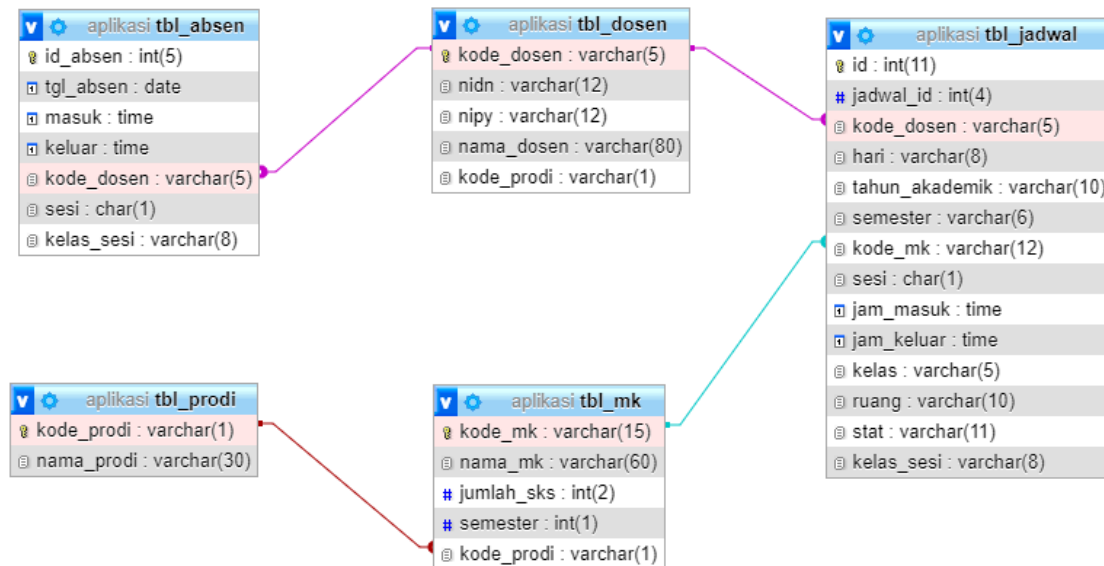 aplikasi tbl_absen
id_absen : int(5)
tgl_absen : date
masuk : time
keluar : time
kode_dosen : varchar(5)
sesi : char(1)
kelas_sesi : varchar(8)
aplikasi tbl_dosen
kode_dosen : varchar(5)
nidn : varchar(12)
nipy : varchar(12)
nama_dosen : varchar(80)
kode_prodi : varchar(1)
aplikasi tbl_jadwal
id : int(11)
# jadwal_id : int(4)
kode_dosen : varchar(5)
hari : varchar(8)
tahun_akademik : varchar(10)
semester : varchar(6)
kode_mk : varchar(12)
sesi : char(1)
jam_masuk : time
jam_keluar : time
kelas : varchar(5)
ruang : varchar(10)
stat : varchar(11)
kelas_sesi : varchar(8)
aplikasi tbl_prodi
kode_prodi : varchar(1)
nama_prodi : varchar(30)
aplikasi tbl_mk
kode_mk : varchar(15)
nama_mk : varchar(60)
# jumlah_sks : int(2)
# semester : int(1)
kode_prodi : varchar(1)